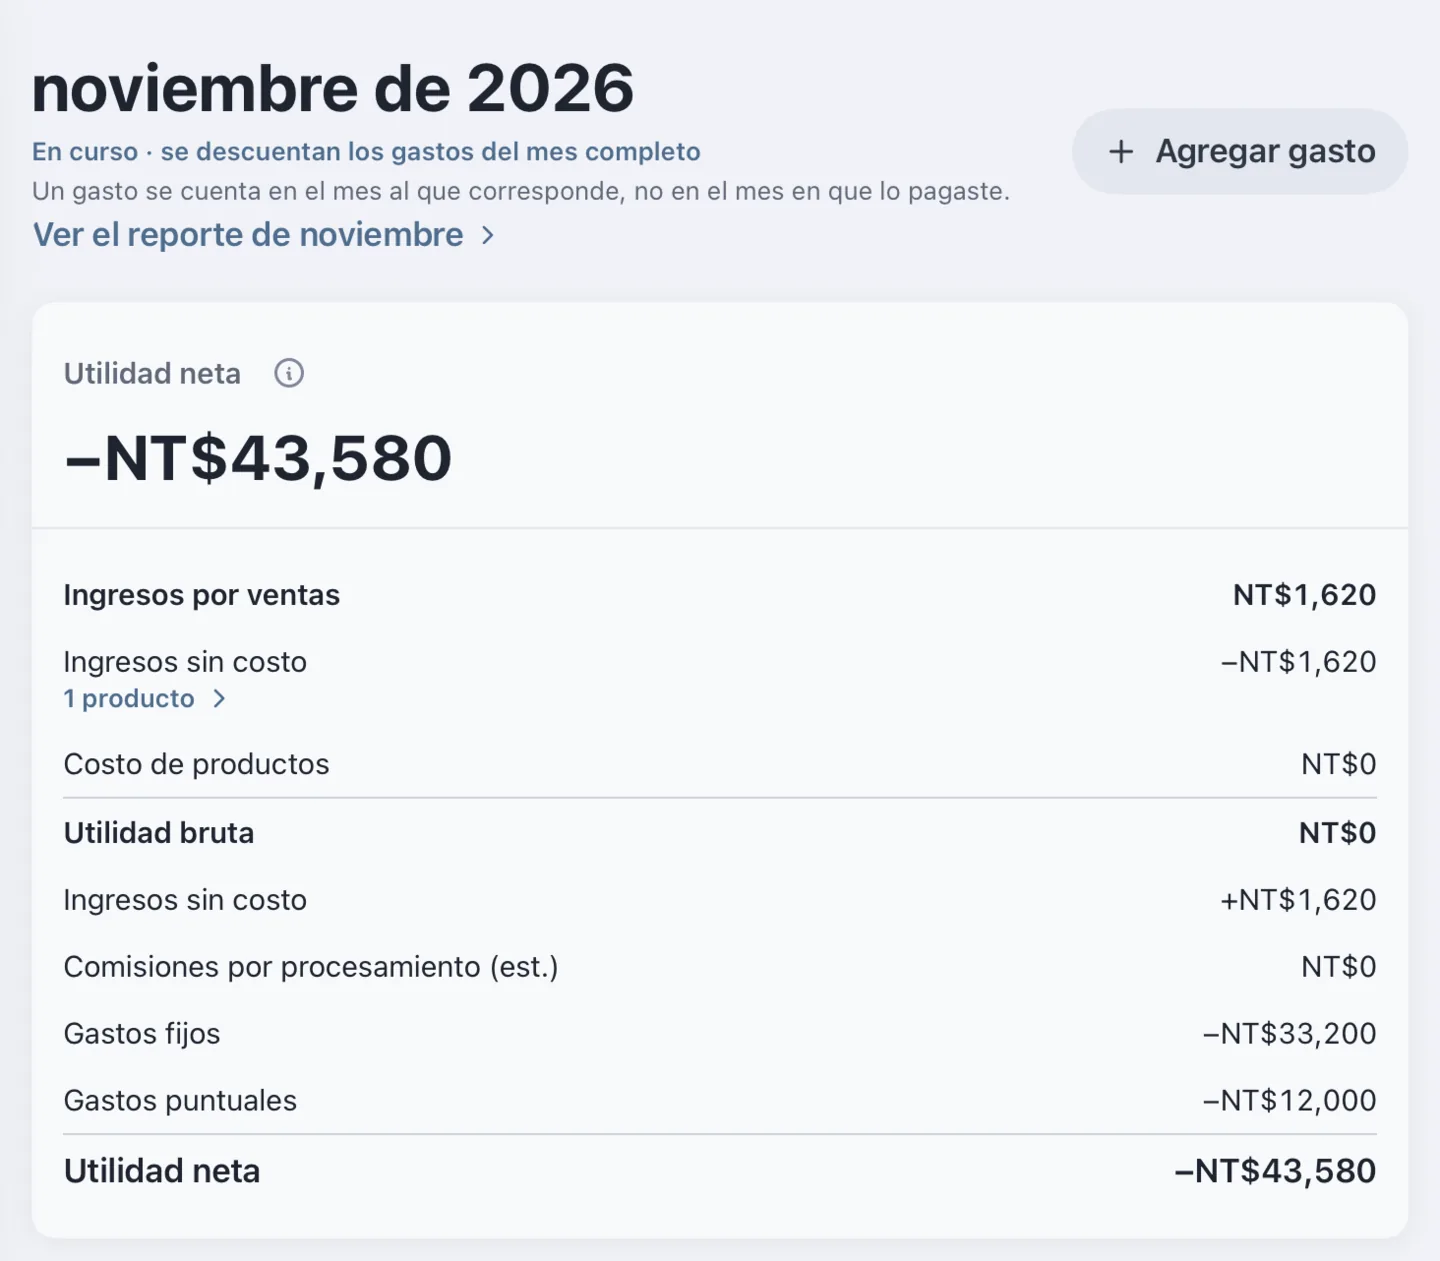 noviembre de 2026
En curso · se descuentan los gastos del mes completo
Un gasto se cuenta en el mes al que corresponde, no en el mes en que lo pagaste.
Ver el reporte de noviembre
+ Agregar gasto
Utilidad neta
–NT$43,580
Ingresos por ventas NT$1,620
Ingresos sin costo –NT$1,620
1 producto
Costo de productos NT$0
Utilidad bruta NT$0
Ingresos sin costo +NT$1,620
Comisiones por procesamiento (est.) NT$0
Gastos fijos –NT$33,200
Gastos puntuales –NT$12,000
Utilidad neta –NT$43,580